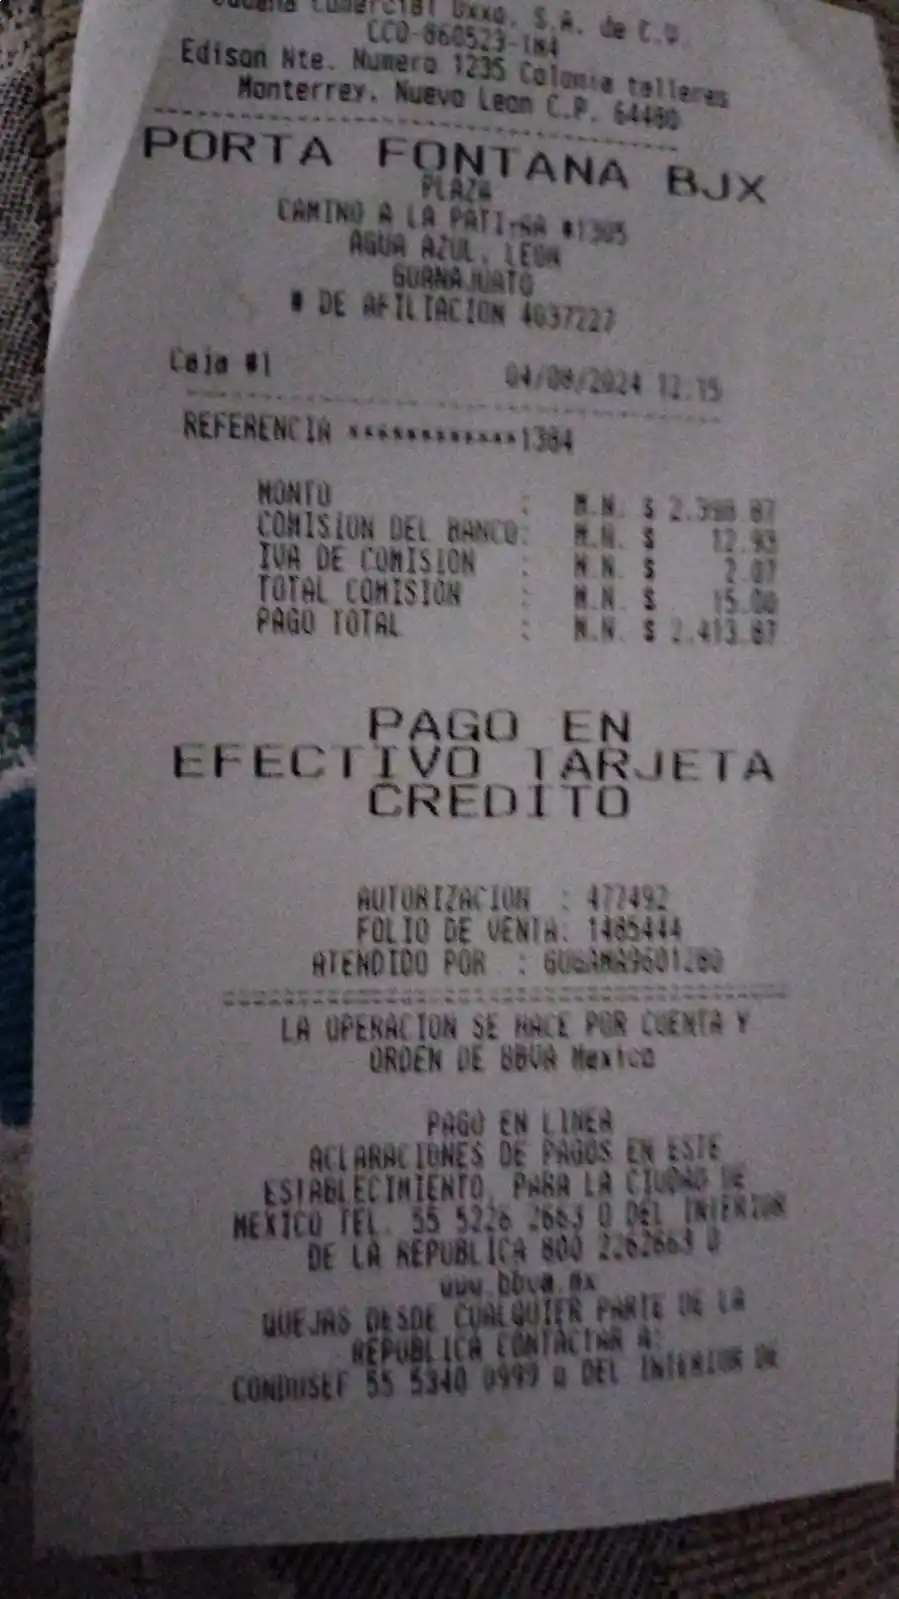 Cadena Comercial Oxxo, S.A. de C.V.
CCO-860523-1N4
Edison Nte. Numero 1235 Colonia talleres
Monterrey, Nuevo Leon C.P. 64480
PORTA FONTANA BJX
PLAZA
CAMINO A LA #1305
AGUA AZUL, LEON
GUANAJUATO
# DE AFILIACION 4037227
Caja #1 04/08/2024 12:15
REFERENCIA ************1384
MONTO : M.N. $ 2.398.87
COMISION DEL BANCO: M.N. $ 12.93
IVA DE COMISION : M.N. $ 2.07
TOTAL COMISION : M.N. $ 15.00
PAGO TOTAL : M.N. $ 2.413.87
PAGO EN
EFECTIVO TARJETA
CREDITO
AUTORIZACION : 477492
FOLIO DE VENTA: 1485444
ATENDIDO POR :
LA OPERACION SE HACE POR CUENTA Y
ORDEN DE BBVA Mexico
PAGO EN LINEA
ACLARACIONES DE PAGOS EN ESTE
ESTABLECIMIENTO, PARA LA CIUDAD DE
MEXICO TEL. 55 5226 2663 O DEL INTERIOR
DE LA REPUBLICA 800 2262663 O
www.bbva.mx
QUEJAS DESDE CUALQUIER PARTE DE LA
REPUBLICA CONTACTAR A:
CONDUSEF 55 5340 0999 o DEL INTERIOR DE